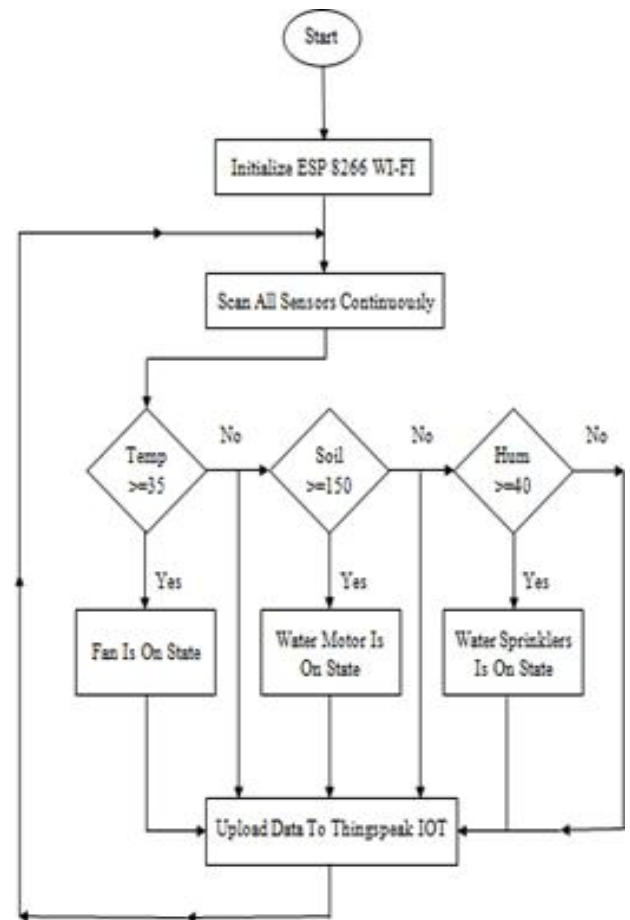 Start
Initialize ESP 8266 WI-FI
Scan All Sensors Continuously
Temp
>=35
No
Soil
>=150
No
Hum
>=40
No
Yes
Yes
Yes
Fan Is On State
Water Motor Is
On State
Water Sprinklers
Is On State
Upload Data To Thingspeak IOT